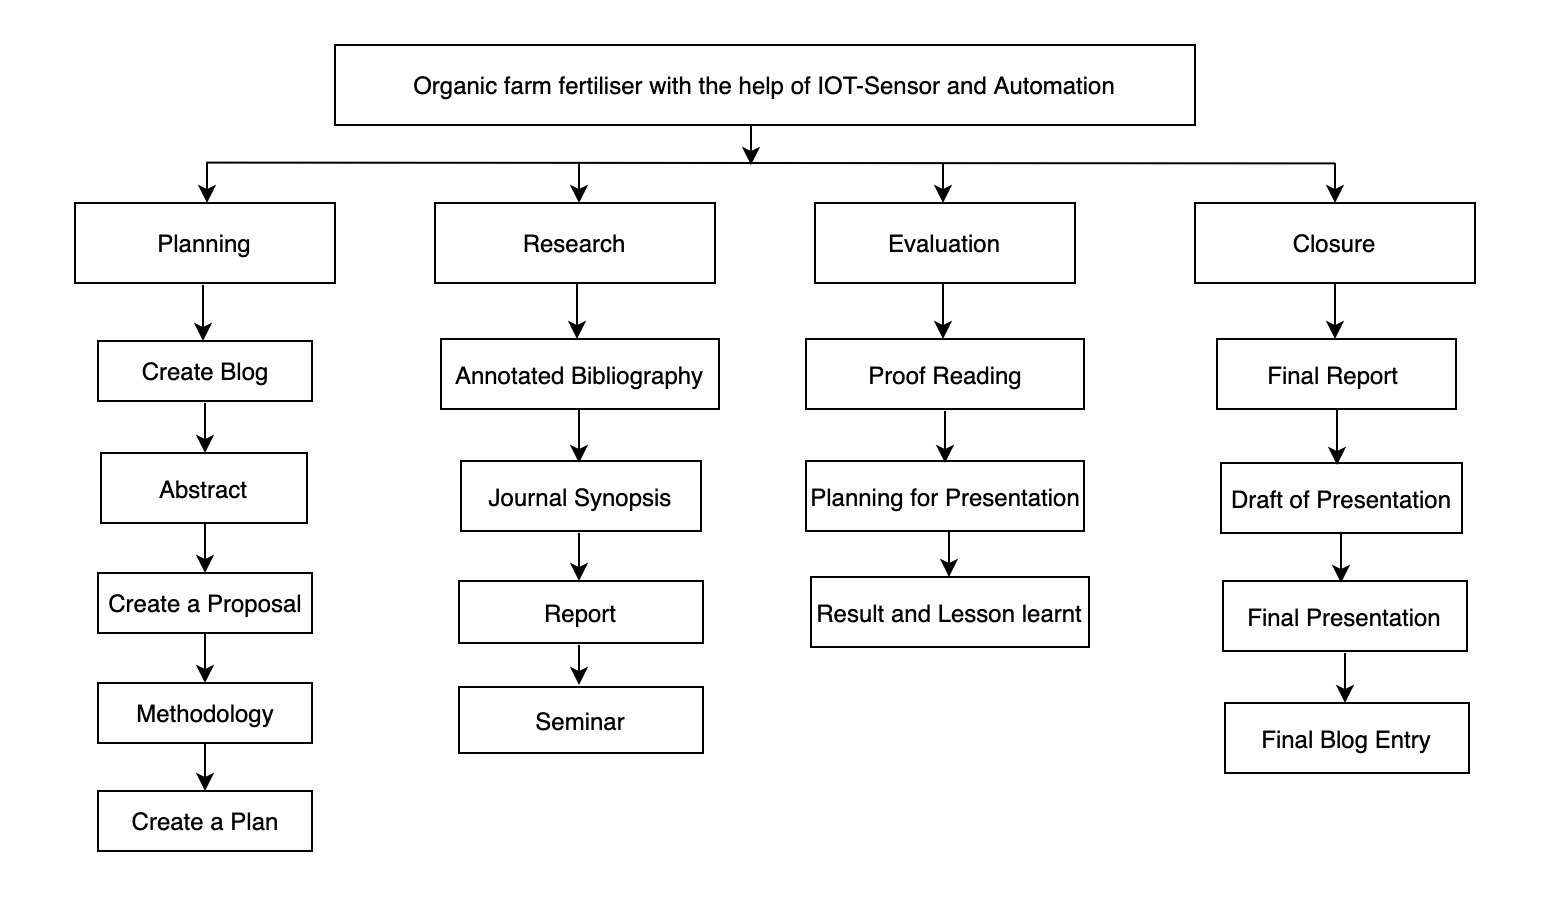 Organic farm fertiliser with the help of IOT-Sensor and Automation
Planning
Create Blog
Abstract
Create a Proposal
Methodology
Create a Plan
Research
Annotated Bibliography
Journal Synopsis
Report
Seminar
Evaluation
Proof Reading
Planning for Presentation
Result and Lesson learnt
Closure
Final Report
Draft of Presentation
Final Presentation
Final Blog Entry